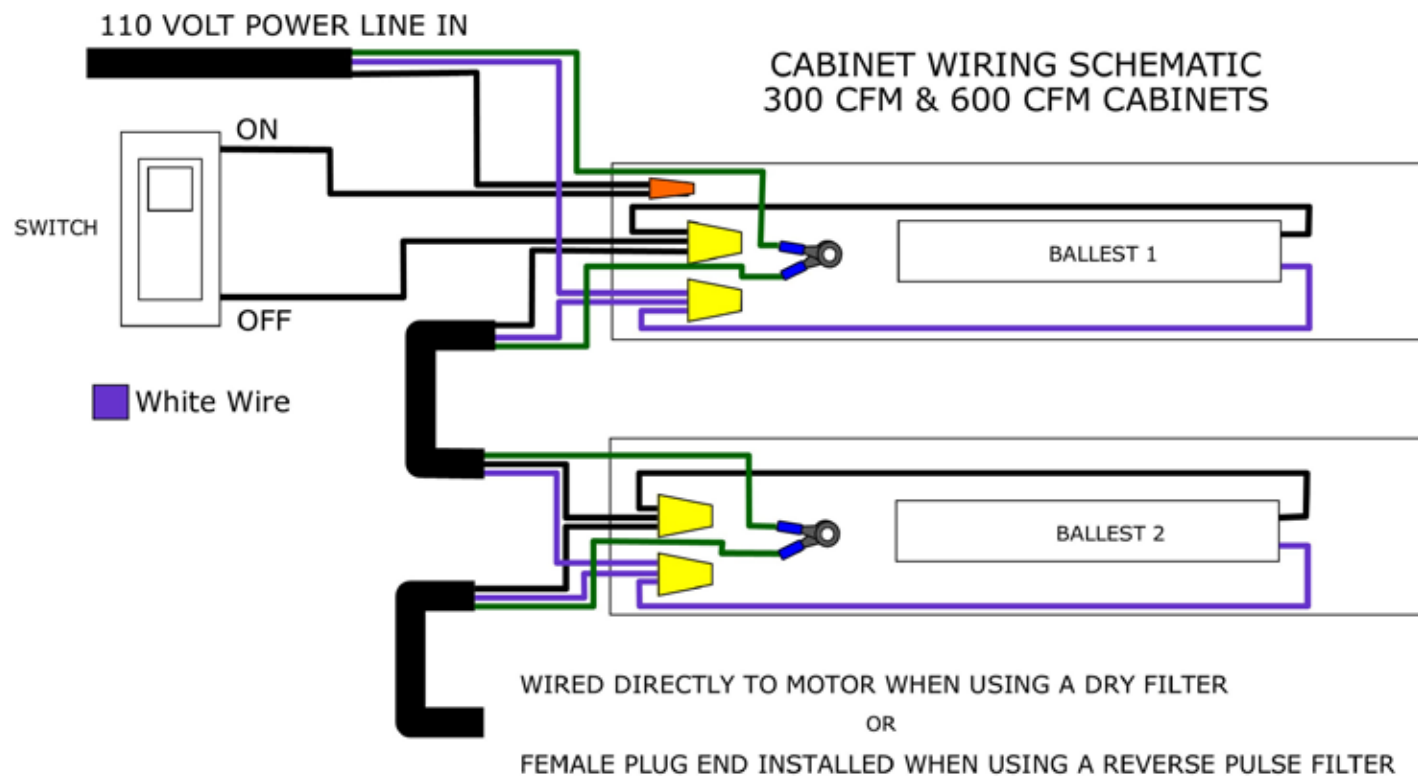 110 VOLT POWER LINE IN
CABINET WIRING SCHEMATIC
300 CFM & 600 CFM CABINETS
ON
SWITCH
OFF
BALLEST 1
White Wire
BALLEST 2
WIRED DIRECTLY TO MOTOR WHEN USING A DRY FILTER
OR
FEMALE PLUG END INSTALLED WHEN USING A REVERSE PULSE FILTER